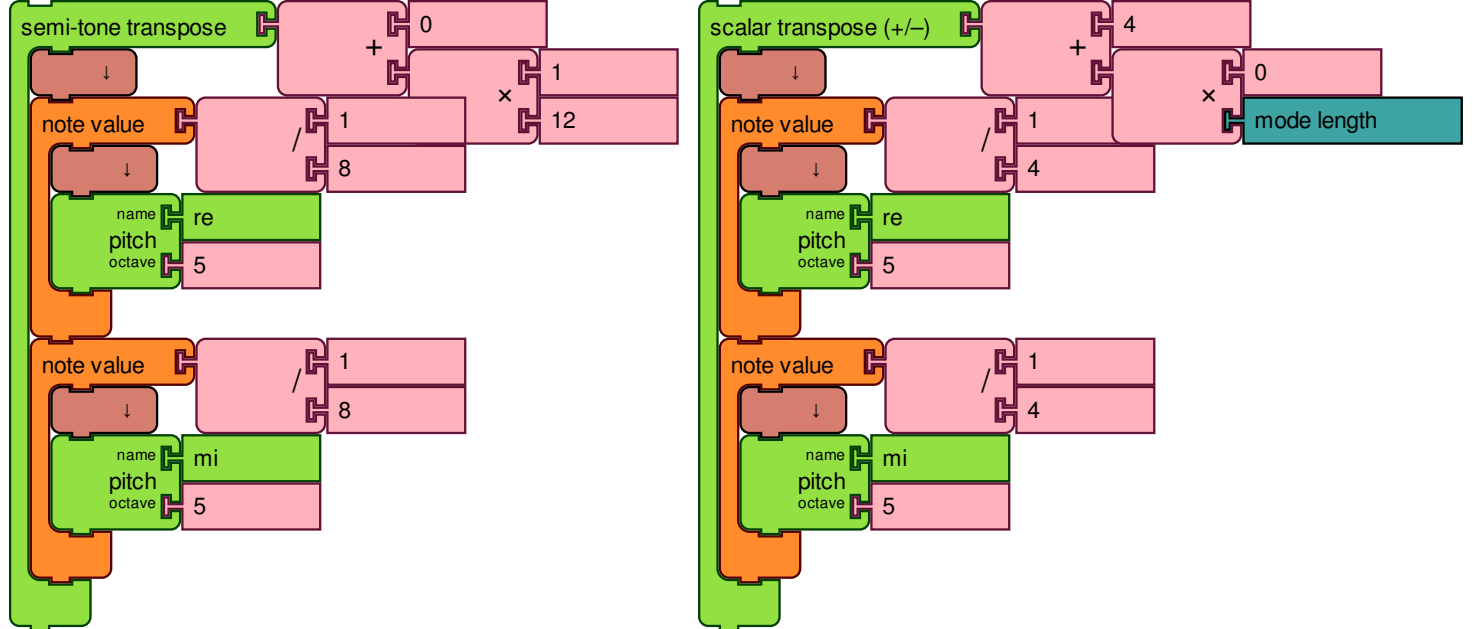 semi-tone transpose
+
0
×
1
12
↓
note value
/
1
8
↓
name
re
pitch
octave
5
note value
/
1
8
↓
name
mi
pitch
octave
5
scalar transpose (+/–)
+
4
×
0
mode length
↓
note value
/
1
4
↓
name
re
pitch
octave
5
note value
/
1
4
↓
name
mi
pitch
octave
5